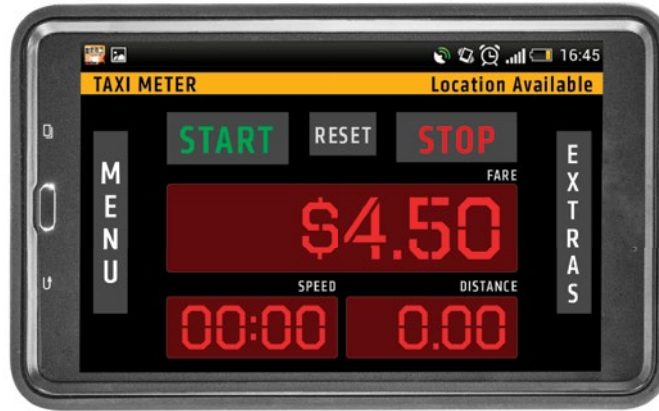 16:45
TAXI METER
Location Available
START
RESET
STOP
MENU
EXTRAS
FARE
$4.50
SPEED
DISTANCE
00:00
0.00